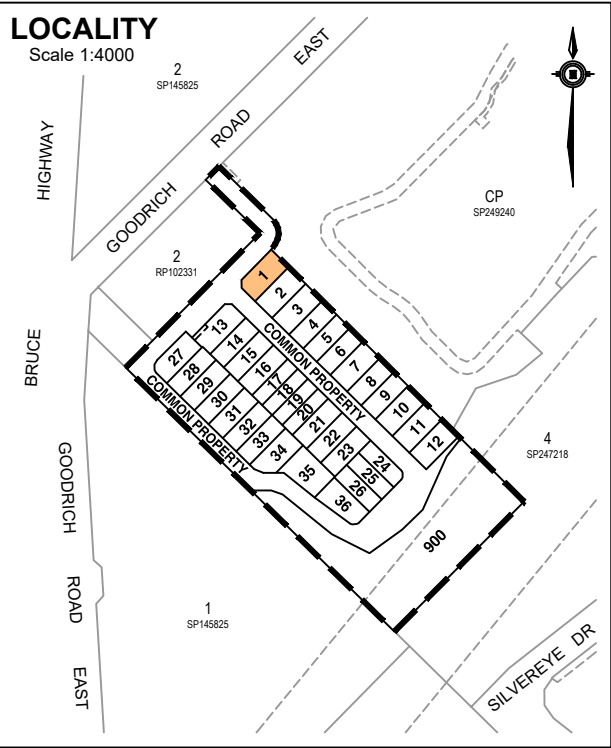 LOCALITY
Scale 1:4000
2
SP145825
EAST
ROAD
GOODRICH
HIGHWAY
BRUCE
2
RP102331
CP
SP249240
1
2
3
4
5
6
7
8
9
10
11
12
COMMON PROPERTY
13
14
15
16
17
18
19
20
21
22
23
24
25
26
27
28
29
30
31
32
33
34
35
36
COMMON PROPERTY
900
4
SP247218
GOODRICH
ROAD
EAST
1
SP145825
SILVEREYE DR